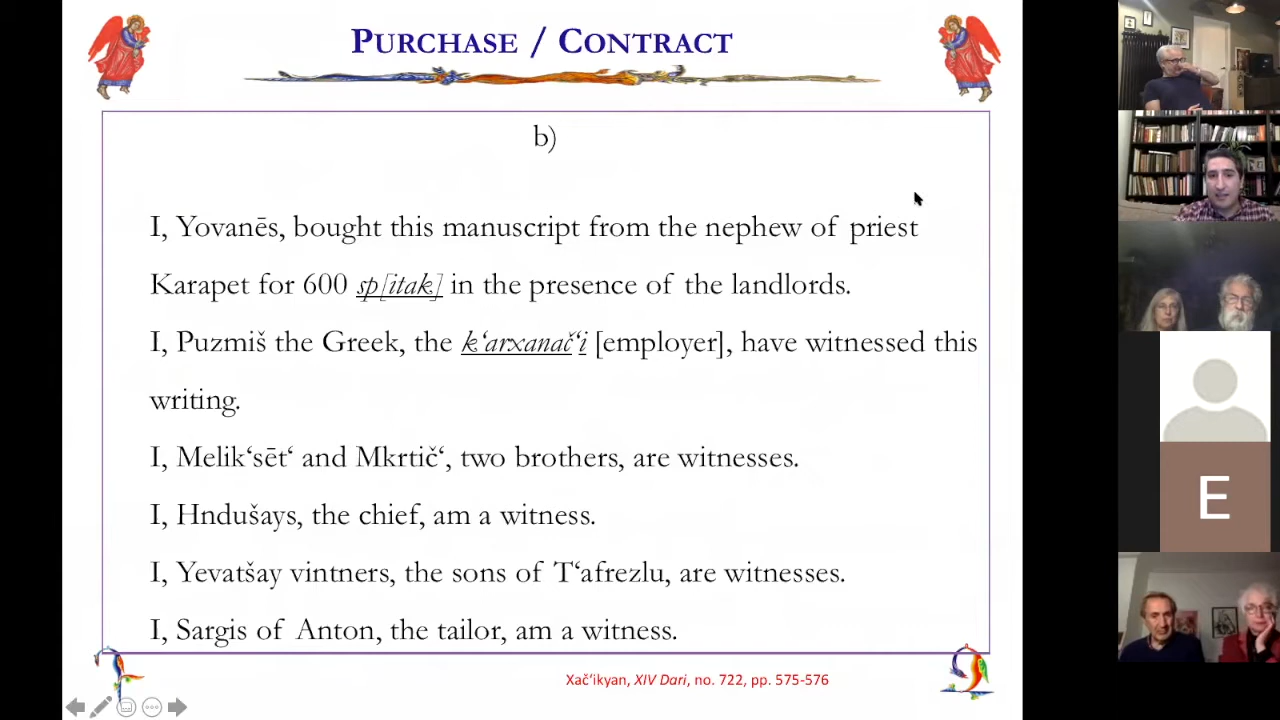 PURCHASE / CONTRACT
b)
I, Yovanēs, bought this manuscript from the nephew of priest
Karapet for 600 sp[itak] in the presence of the landlords.
I, Puzmiš the Greek, the k‘arxanač‘i [employer], have witnessed this
writing.
I, Melik‘sēt‘ and Mkrtič‘, two brothers, are witnesses.
I, Hndušays, the chief, am a witness.
I, Yevatšay vintners, the sons of T‘afrezlu, are witnesses.
I, Sargis of Anton, the tailor, am a witness.
Xač‘ikyan, XIV Dari, no. 722, pp. 575-576
E